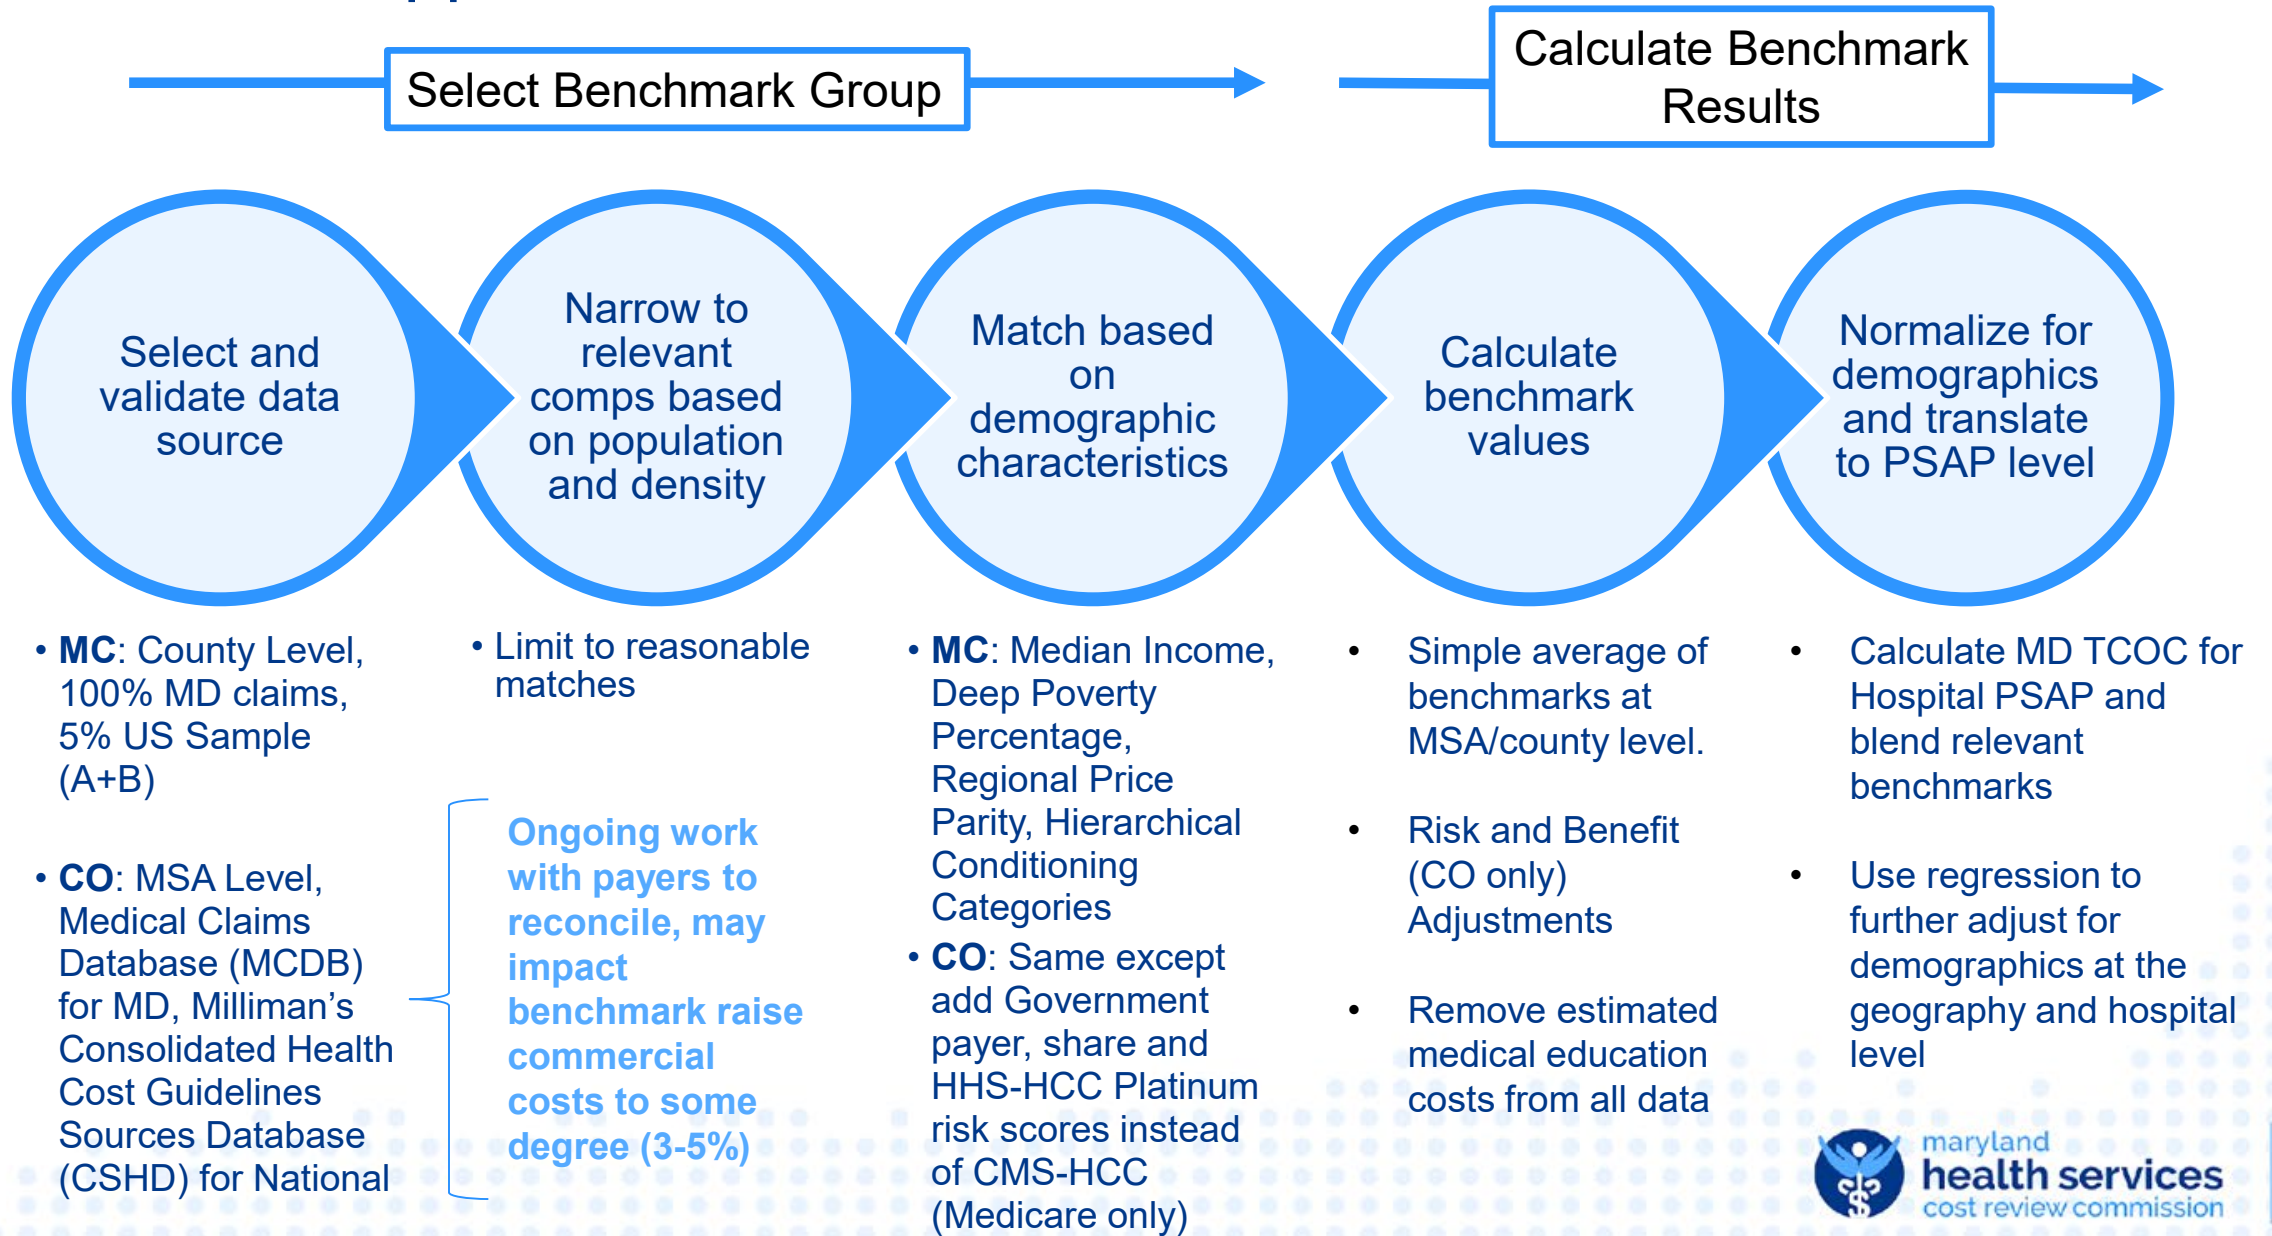 Select Benchmark Group
Calculate Benchmark
Results
Select and
validate data
source
Narrow to
relevant
comps based
on population
and density
Match based
on
demographic
characteristics
Calculate
benchmark
values
Normalize for
demographics
and translate
to PSAP level
• MC: County Level,
100% MD claims,
5% US Sample
(A+B)
• CO: MSA Level,
Medical Claims
Database (MCDB)
for MD, Milliman’s
Consolidated Health
Cost Guidelines
Sources Database
(CSHD) for National
• Limit to reasonable
matches
Ongoing work
with payers to
reconcile, may
impact
benchmark raise
commercial
costs to some
degree (3-5%)
• MC: Median Income,
Deep Poverty
Percentage,
Regional Price
Parity, Hierarchical
Conditioning
Categories
• CO: Same except
add Government
payer, share and
HHS-HCC Platinum
risk scores instead
of CMS-HCC
(Medicare only)
• Simple average of
benchmarks at
MSA/county level.
• Risk and Benefit
(CO only)
Adjustments
• Remove estimated
medical education
costs from all data
• Calculate MD TCOC for
Hospital PSAP and
blend relevant
benchmarks
• Use regression to
further adjust for
demographics at the
geography and hospital
level
maryland
health services
cost review commission